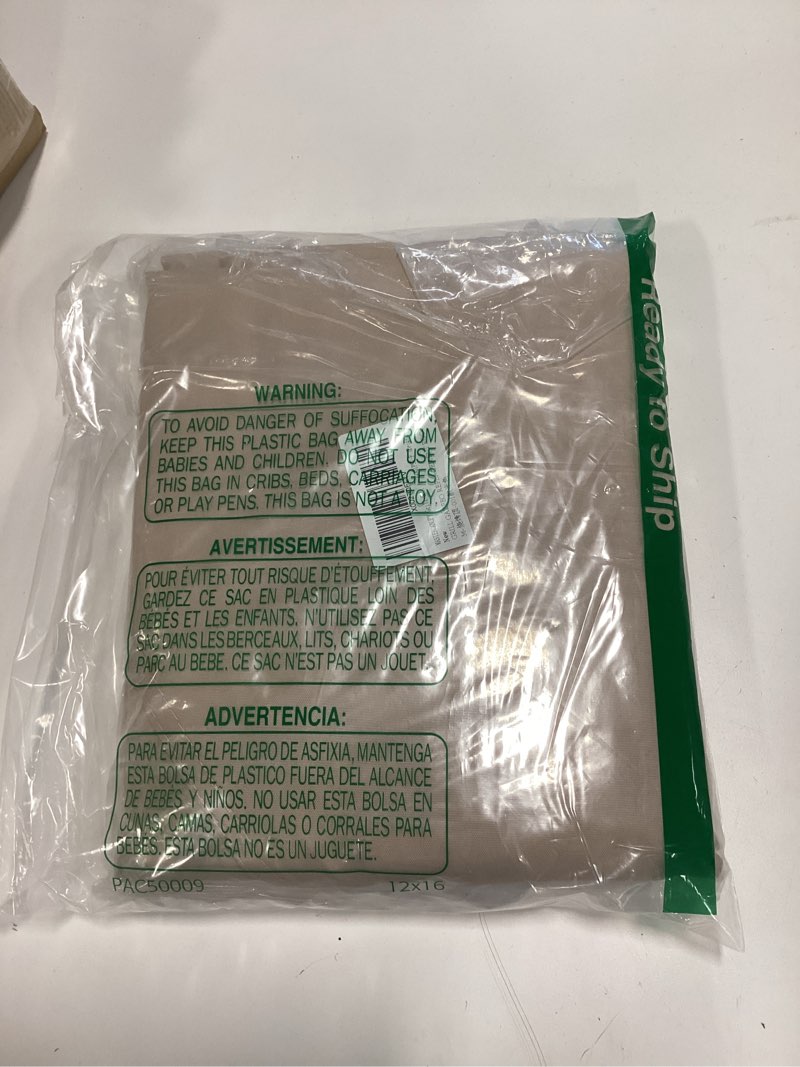 Ready to Ship
WARNING:
TO AVOID DANGER OF SUFFOCATION,
KEEP THIS PLASTIC BAG AWAY FROM
BABIES AND CHILDREN. DO NOT USE
THIS BAG IN CRIBS, BEDS, CARRIAGES
OR PLAY PENS. THIS BAG IS NOT A TOY.
New
AVERTISSEMENT:
POUR ÉVITER TOUT RISQUE D'ÉTOUFFEMENT,
GARDEZ CE SAC EN PLASTIQUE LOIN DES
BÉBÉS ET LES ENFANTS. N'UTILISEZ PAS CE
SAC DANS LES BERCEAUX, LITS, CHARIOTS OU
PARC AU BEBE. CE SAC N'EST PAS UN JOUET.
ADVERTENCIA:
PARA EVITAR EL PELIGRO DE ASFIXIA, MANTENGA
ESTA BOLSA DE PLASTICO FUERA DEL ALCANCE
DE BEBÉS Y NIÑOS. NO USAR ESTA BOLSA EN
CUNAS, CAMAS, CARRIOLAS O CORRALES PARA
BEBÉS. ESTA BOLSA NO ES UN JUGUETE.
PAC50009
12x16